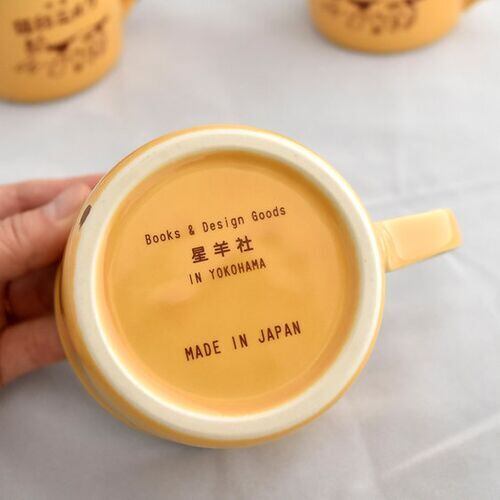 Books & Design Goods
星羊社
IN YOKOHAMA
MADE IN JAPAN